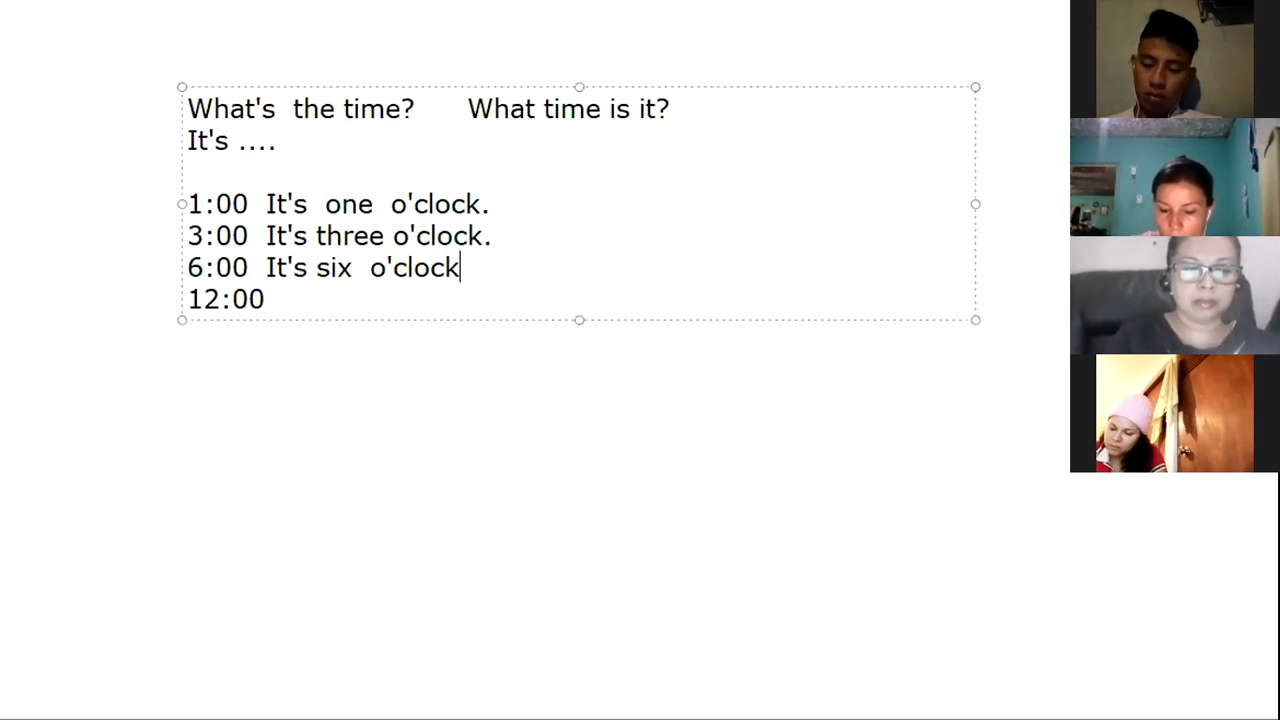 What's the time? What time is it?
It's ....
1:00 It's one o'clock.
3:00 It's three o'clock.
6:00 It's six o'clock
12:00